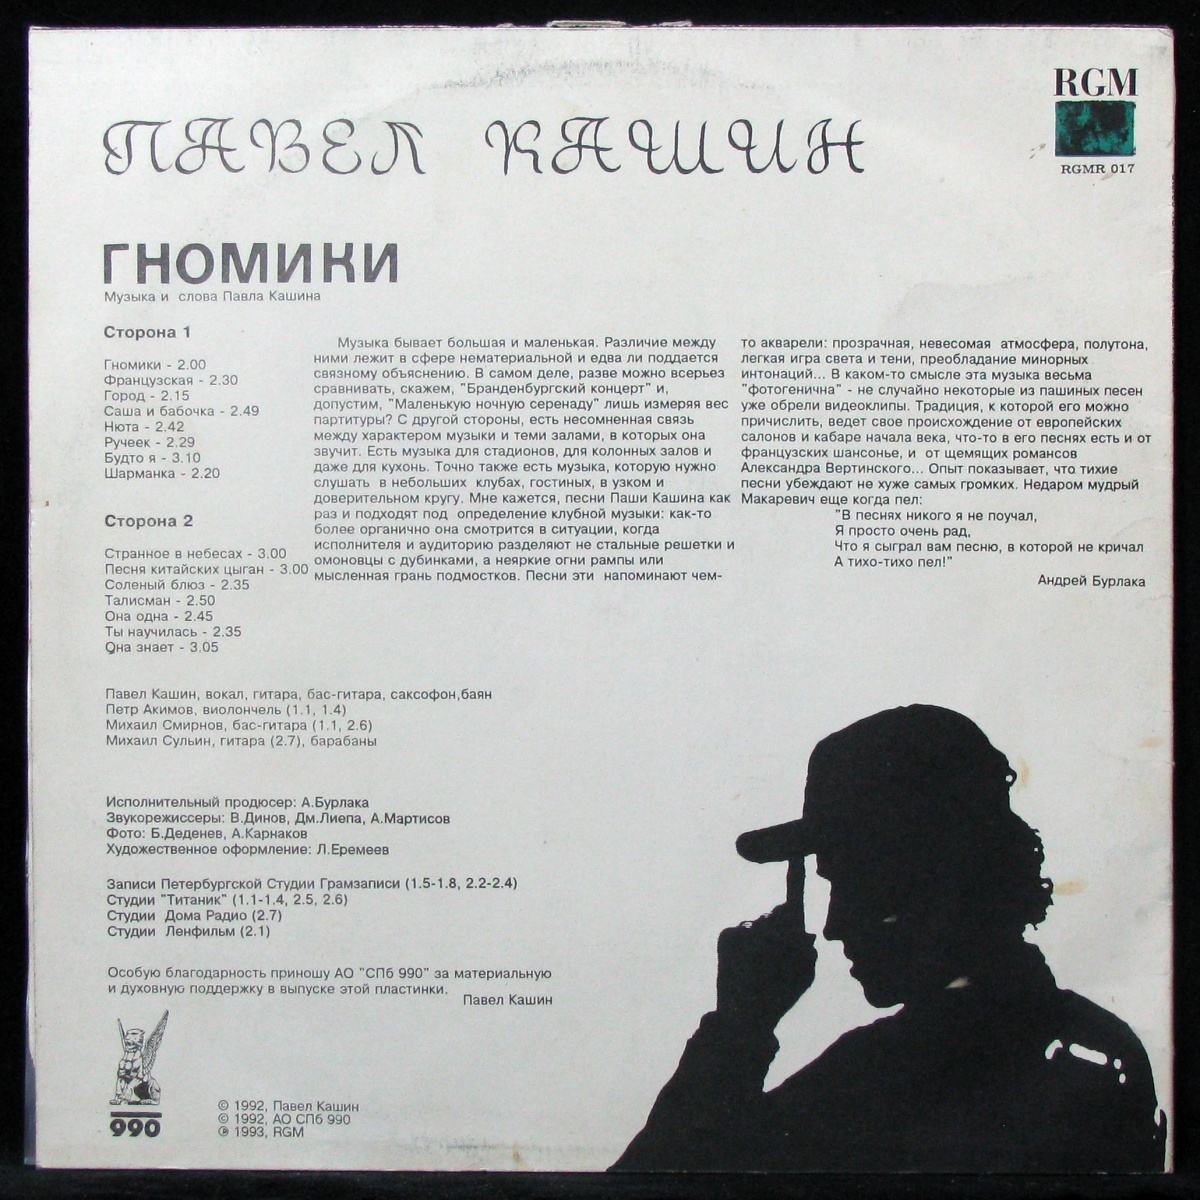 RGM
RGMR 017
ПАВЕЛ КАШИН
ГНОМИКИ
Музыка и слова Павла Кашина
Сторона 1
Гномики - 2.00
Французская - 2.30
Город - 2.15
Саша и бабочка - 2.49
Нюта - 2.42
Ручеек - 2.29
Будто я - 3.10
Шарманка - 2.20
Сторона 2
Странное в небесах - 3.00
Песня китайских цыган - 3.00
Соленый блюз - 2.35
Талисман - 2.50
Она одна - 2.45
Ты научилась - 2.35
Она знает - 3.05
Музыка бывает большая и маленькая. Различие между
ними лежит в сфере нематериальной и едва ли поддается
связному объяснению. В самом деле, разве можно всерьез
сравнивать, скажем, "Бранденбургский концерт" и,
допустим, "Маленькую ночную серенаду" лишь измеряя вес
партитуры? С другой стороны, есть несомненная связь
между характером музыки и теми залами, в которых она
звучит. Есть музыка для стадионов, для колонных залов и
даже для кухонь. Точно также есть музыка, которую нужно
слушать в небольших клубах, гостиных, в узком и
доверительном кругу. Мне кажется, песни Паши Кашина как
раз и подходят под определение клубной музыки: как-то
более органично она смотрится в ситуации, когда
исполнителя и аудиторию разделяют не стальные решетки и
омоновцы с дубинками, а неяркие огни рампы или
мысленная грань подмостков. Песни эти напоминают чем-
то акварели: прозрачная, невесомая атмосфера, полутона,
легкая игра света и тени, преобладание минорных
интонаций... В каком-то смысле эта музыка весьма
"фотогенична" - не случайно некоторые из пашиных песен
уже обрели видеоклипы. Традиция, к которой его можно
причислить, ведет свое происхождение от европейских
салонов и кабаре начала века, что-то в его песнях есть и от
французских шансонье, и от щемящих романсов
Александра Вертинского... Опыт показывает, что тихие
песни убеждают не хуже самых громких. Недаром мудрый
Макаревич еще когда пел:
"В песнях никого я не поучал,
Я просто очень рад,
Что я сыграл вам песню, в которой не кричал
А тихо-тихо пел!"
Андрей Бурлака
Павел Кашин, вокал, гитара, бас-гитара, саксофон,баян
Петр Акимов, виолончель (1.1, 1.4)
Михаил Смирнов, бас-гитара (1.1, 2.6)
Михаил Сульин, гитара (2.7), барабаны
Исполнительный продюсер: А.Бурлака
Звукорежиссеры: В.Динов, Дм.Лиепа, А.Мартисов
Фото: Б.Деденев, А.Карнаков
Художественное оформление: Л.Еремеев
Записи Петербургской Студии Грамзаписи (1.5-1.8, 2.2-2.4)
Студии "Титаник" (1.1-1.4, 2.5, 2.6)
Студии Дома Радио (2.7)
Студии Ленфильм (2.1)
Особую благодарность приношу АО "СПб 990" за материальную
и духовную поддержку в выпуске этой пластинки.
Павел Кашин
990
© 1992, Павел Кашин
© 1992, АО СПб 990
℗ 1993, RGM